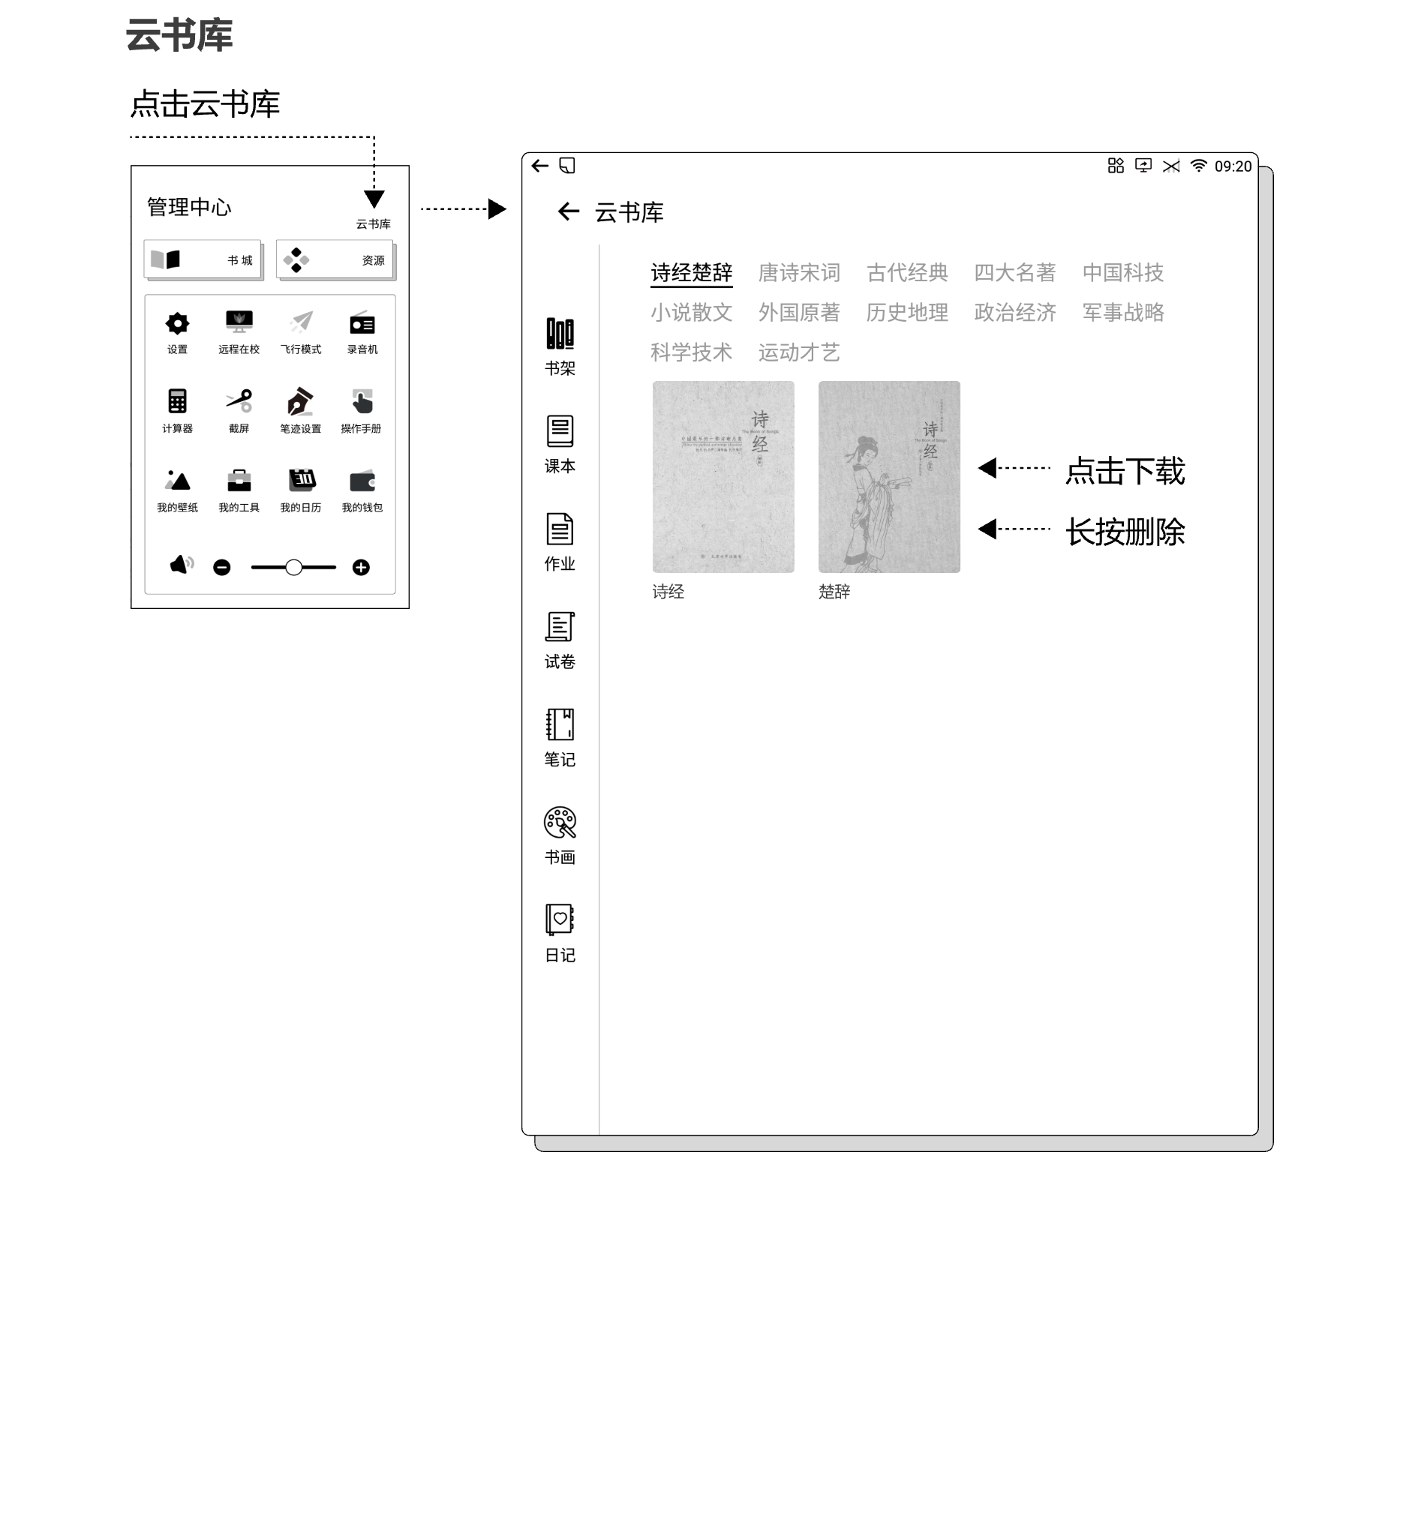 云书库
点击云书库
管理中心
云书库
书 城
资源
设置
远程在校
飞行模式
录音机
计算器
截屏
笔迹设置
操作手册
我的壁纸
我的工具
我的日历
我的钱包
09:20
云书库
书架
课本
作业
试卷
笔记
书画
日记
诗经楚辞 唐诗宋词 古代经典 四大名著 中国科技
小说散文 外国原著 历史地理 政治经济 军事战略
科学技术 运动才艺
诗经
诗经
诗经
楚辞
点击下载
长按删除